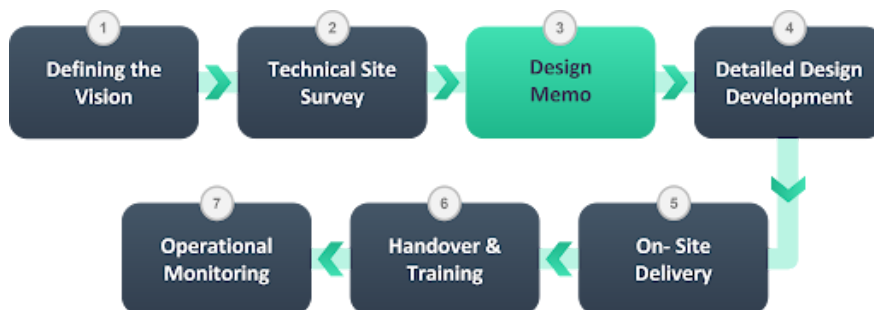 1
Defining the
Vision
2
Technical Site
Survey
3
Design
Memo
4
Detailed Design
Development
5
On- Site
Delivery
6
Handover &
Training
7
Operational
Monitoring